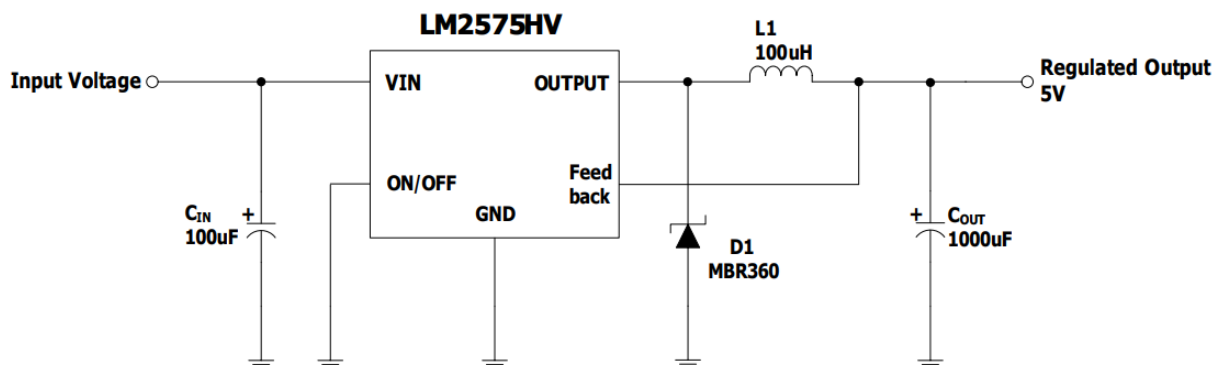 LM2575HV
L1
100uH
Input Voltage
VIN
OUTPUT
Regulated Output
5V
ON/OFF
Feed
back
GND
CIN
+
100uF
D1
MBR360
+
COUT
1000uF